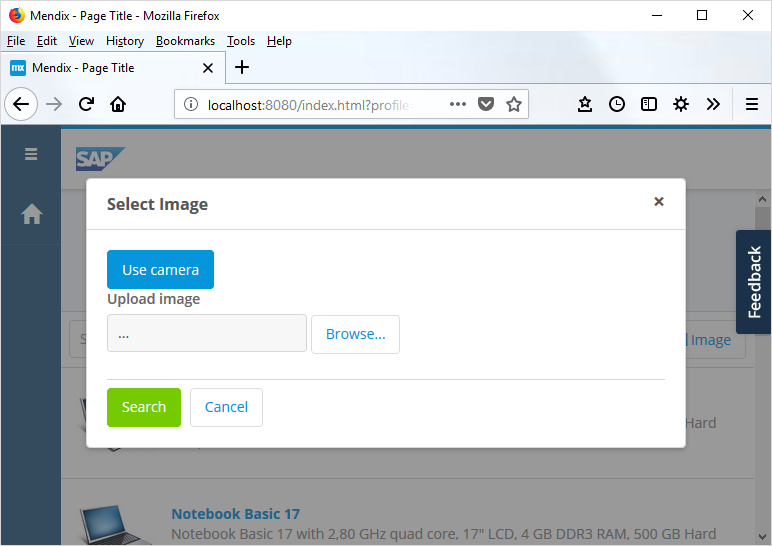 Mendix - Page Title - Mozilla Firefox
File Edit View History Bookmarks Tools Help
mx Mendix - Page Title
localhost:8080/index.html?profile
SAP
Select Image
Use camera
Upload image
... Browse...
Feedback
S Image
Search Cancel
Hard
Notebook Basic 17
Notebook Basic 17 with 2,80 GHz quad core, 17" LCD, 4 GB DDR3 RAM, 500 GB Hard